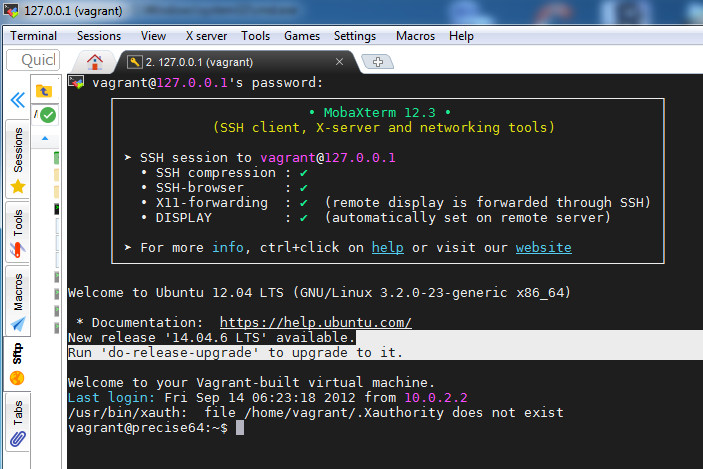 127.0.0.1 (vagrant)
Terminal Sessions View X server Tools Games Settings Macros Help
Quicl
2. 127.0.0.1 (vagrant)
Sessions
Tools
Macros
Sftp
Tabs
/
vagrant@127.0.0.1's password:
• MobaXterm 12.3 •
(SSH client, X-server and networking tools)
➤ SSH session to vagrant@127.0.0.1
• SSH compression : ✔
• SSH-browser : ✔
• X11-forwarding : ✔ (remote display is forwarded through SSH)
• DISPLAY : ✔ (automatically set on remote server)
➤ For more info, ctrl+click on help or visit our website
Welcome to Ubuntu 12.04 LTS (GNU/Linux 3.2.0-23-generic x86_64)
* Documentation: https://help.ubuntu.com/
New release '14.04.6 LTS' available.
Run 'do-release-upgrade' to upgrade to it.
Welcome to your Vagrant-built virtual machine.
Last login: Fri Sep 14 06:23:18 2012 from 10.0.2.2
/usr/bin/xauth: file /home/vagrant/.Xauthority does not exist
vagrant@precise64:~$